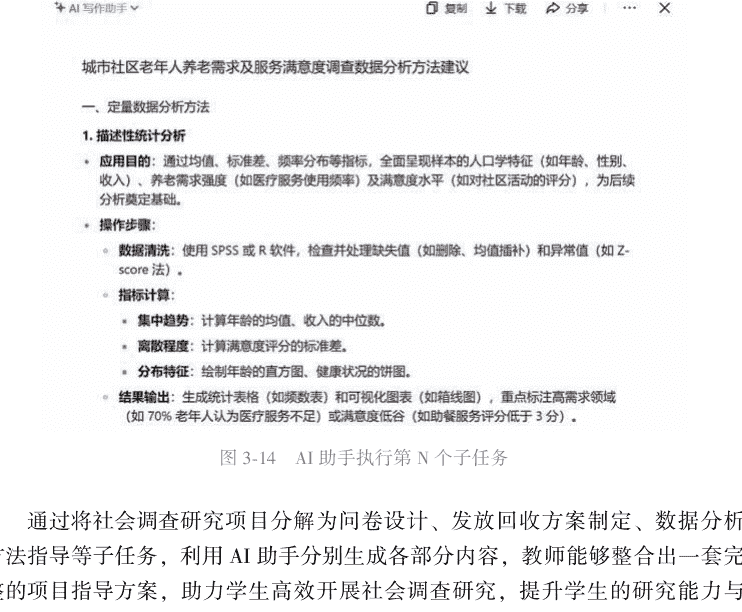 AI 写作助手
复制 下载 分享 ··· ×
城市社区老年人养老需求及服务满意度调查数据分析方法建议
一、定量数据分析方法
1. 描述性统计分析
• 应用目的：通过均值、标准差、频率分布等指标，全面呈现样本的人口学特征（如年龄、性别、
收入）、养老需求强度（如医疗服务使用频率）及满意度水平（如对社区活动的评分），为后续
分析奠定基础。
• 操作步骤：
◦ 数据清洗：使用 SPSS 或 R 软件，检查并处理缺失值（如删除、均值插补）和异常值（如 Z-
score 法）。
◦ 指标计算：
▪ 集中趋势：计算年龄的均值、收入的中位数。
▪ 离散程度：计算满意度评分的标准差。
▪ 分布特征：绘制年龄的直方图、健康状况的饼图。
◦ 结果输出：生成统计表格（如频数表）和可视化图表（如箱线图），重点标注高需求领域
（如 70% 老年人认为医疗服务不足）或满意度低谷（如助餐服务评分低于 3 分）。
图 3-14 AI 助手执行第 N 个子任务
通过将社会调查研究项目分解为问卷设计、发放回收方案制定、数据分析
方法指导等子任务，利用 AI 助手分别生成各部分内容，教师能够整合出一套完
整的项目指导方案，助力学生高效开展社会调查研究，提升学生的研究能力与